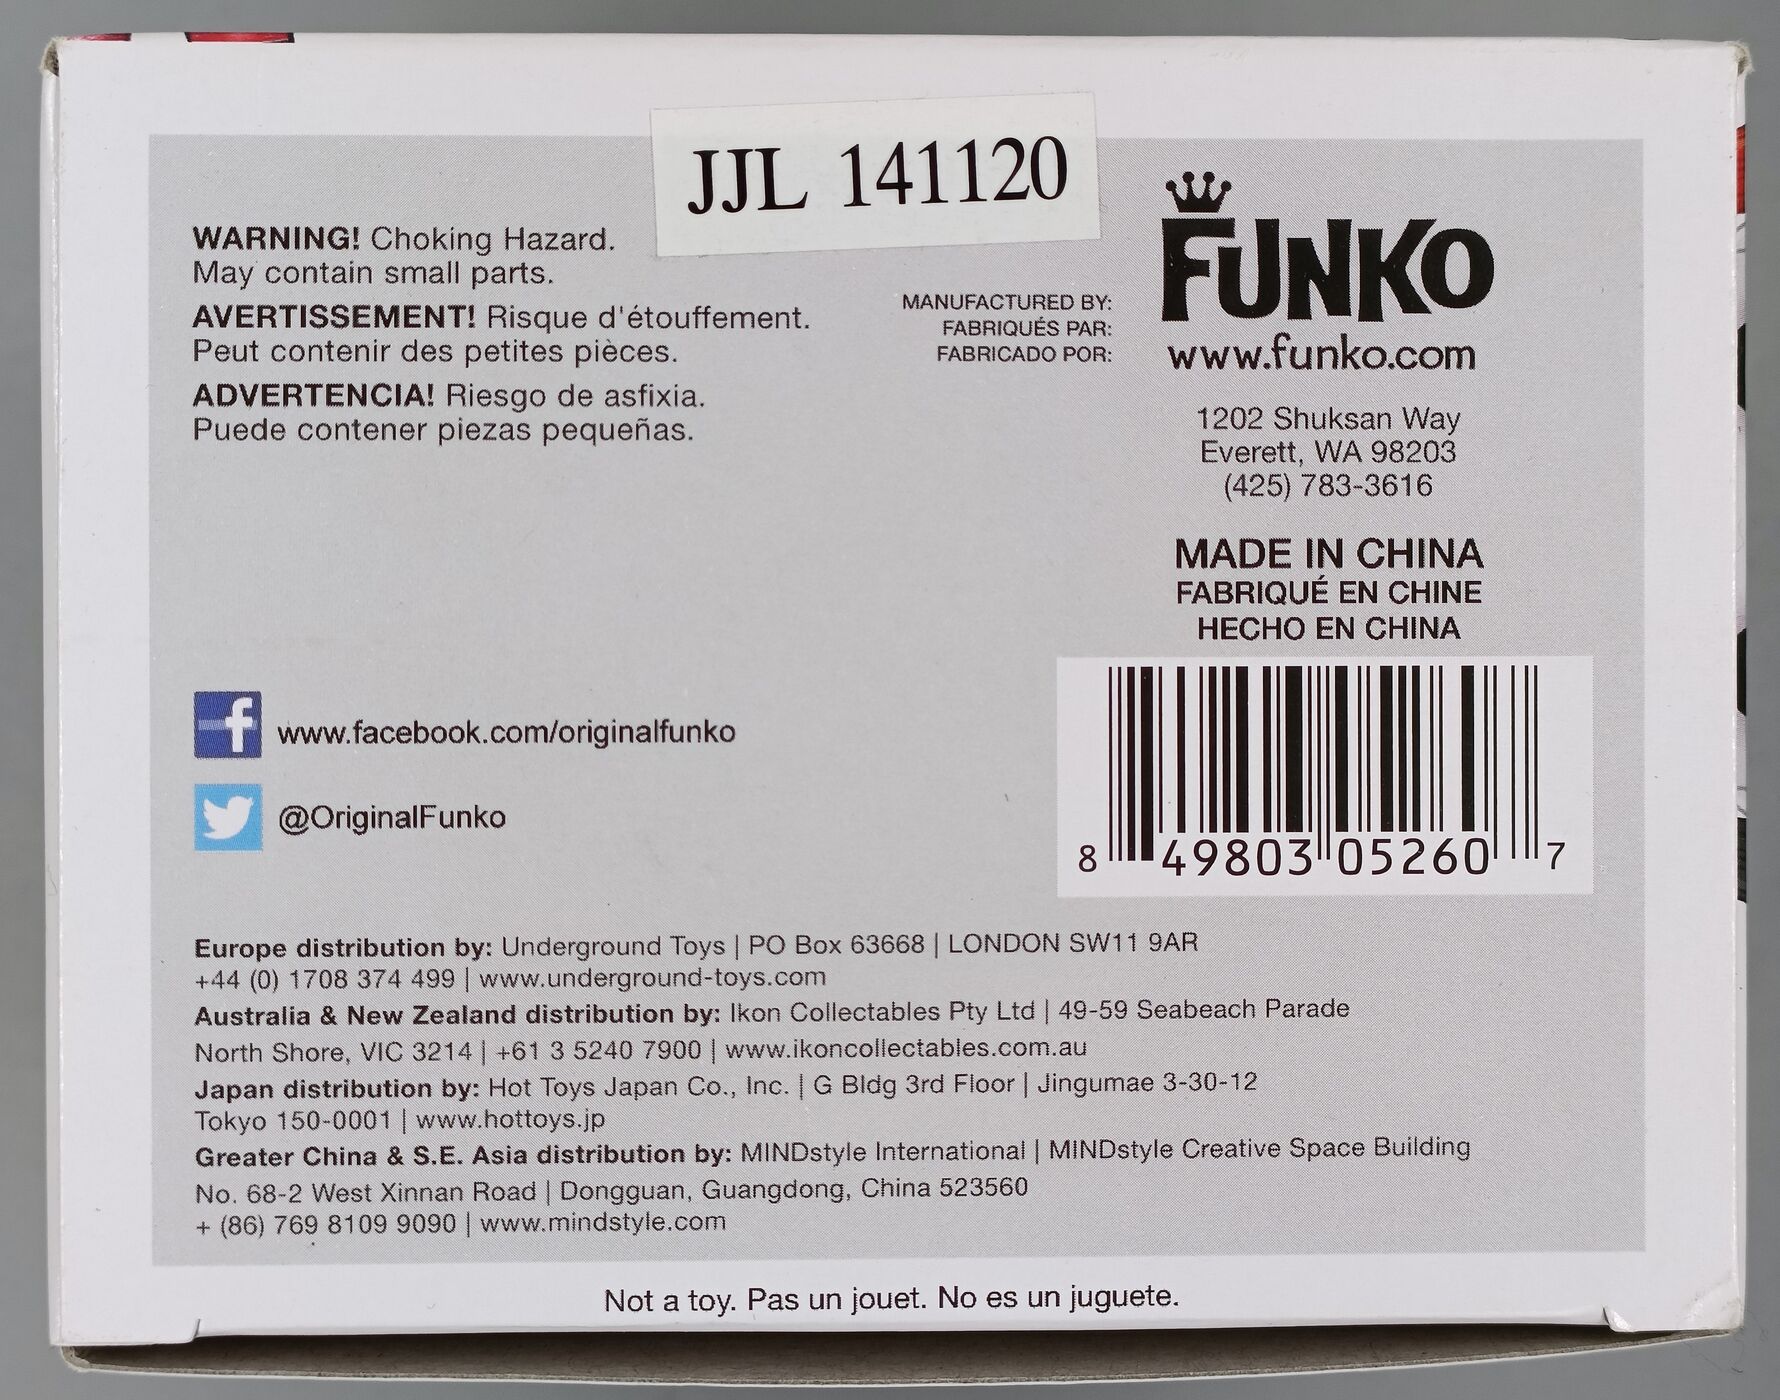 JJL 141120
WARNING! Choking Hazard.
May contain small parts.
AVERTISSEMENT! Risque d'étouffement.
Peut contenir des petites pièces.
ADVERTENCIA! Riesgo de asfixia.
Puede contener piezas pequeñas.
MANUFACTURED BY:
FABRIQUÉS PAR:
FABRICADO POR:
FUNKO
www.funko.com
1202 Shuksan Way
Everett, WA 98203
(425) 783-3616
MADE IN CHINA
FABRIQUÉ EN CHINE
HECHO EN CHINA
8 49803 05260 7
f www.facebook.com/originalfunko
@OriginalFunko
Europe distribution by: Underground Toys | PO Box 63668 | LONDON SW11 9AR
+44 (0) 1708 374 499 | www.underground-toys.com
Australia & New Zealand distribution by: Ikon Collectables Pty Ltd | 49-59 Seabeach Parade
North Shore, VIC 3214 | +61 3 5240 7900 | www.ikoncollectables.com.au
Japan distribution by: Hot Toys Japan Co., Inc. | G Bldg 3rd Floor | Jingumae 3-30-12
Tokyo 150-0001 | www.hottoys.jp
Greater China & S.E. Asia distribution by: MINDstyle International | MINDstyle Creative Space Building
No. 68-2 West Xinnan Road | Dongguan, Guangdong, China 523560
+ (86) 769 8109 9090 | www.mindstyle.com
Not a toy. Pas un jouet. No es un juguete.